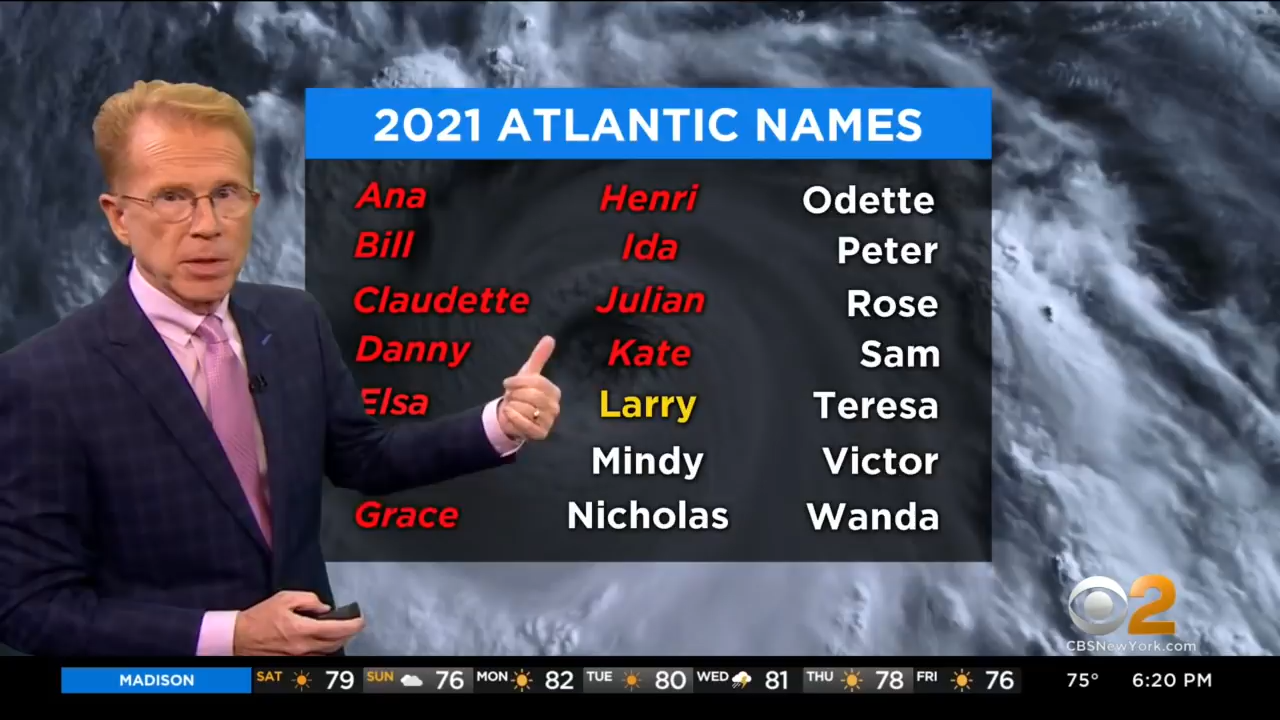 2021 ATLANTIC NAMES
Ana Henri Odette
Bill Ida Peter
Claudette Julian Rose
Danny Kate Sam
Elsa Larry Teresa
Mindy Victor
Grace Nicholas Wanda
2
CBSNewYork.com
MADISON SAT 79 SUN 76 MON 82 TUE 80 WED 81 THU 78 FRI 76 75° 6:20 PM